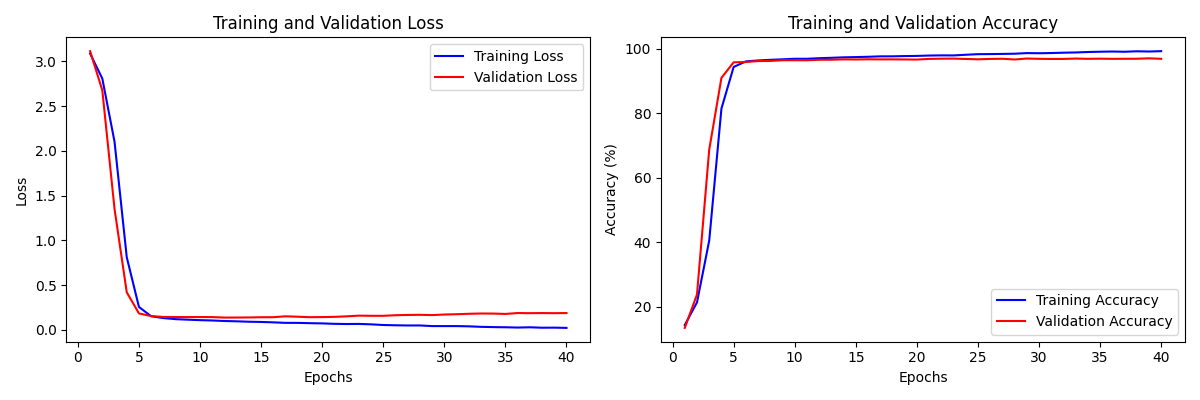 Training and Validation Loss
Training Loss
Validation Loss
Loss
3.0
2.5
2.0
1.5
1.0
0.5
0.0
0 5 10 15 20 25 30 35 40
Epochs
Training and Validation Accuracy
Accuracy (%)
100
80
60
40
20
Training Accuracy
Validation Accuracy
0 5 10 15 20 25 30 35 40
Epochs